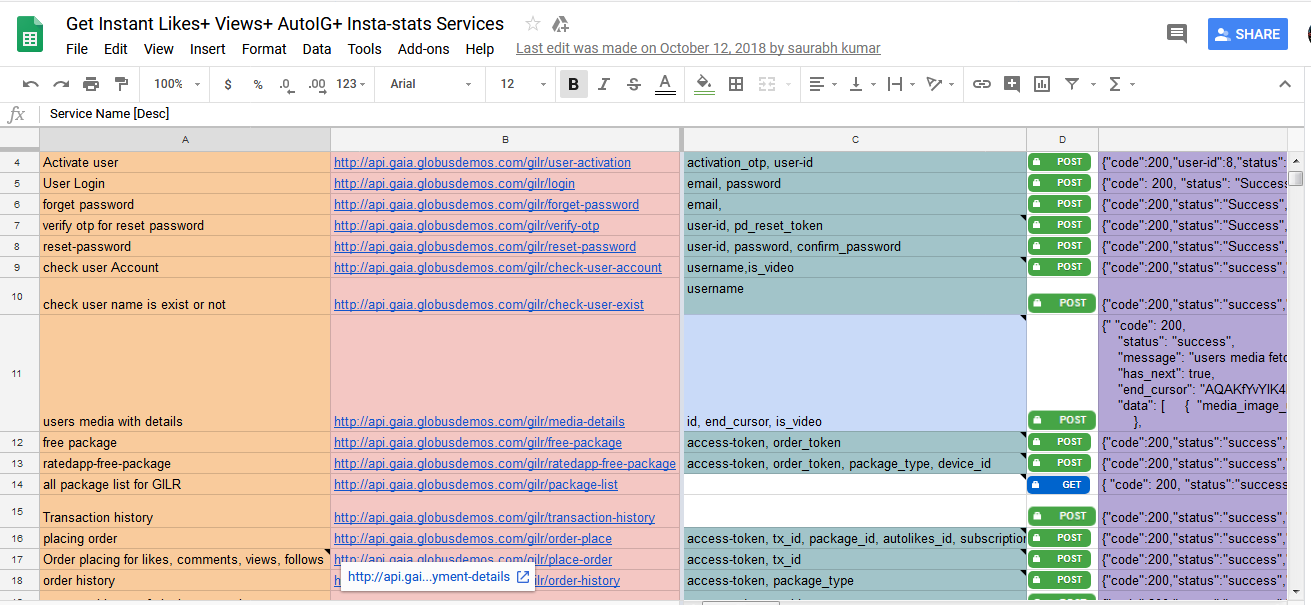 Get Instant Likes+ Views+ AutoIG+ Insta-stats Services
File Edit View Insert Format Data Tools Add-ons Help Last edit was made on October 12, 2018 by saurabh kumar
SHARE
100% $ % .0 .00 123 Arial 12 B I S A
fx Service Name [Desc]
A B C D
4 Activate user http://api.gaia.globusdemos.com/gilr/user-activation activation_otp, user-id POST {"code":200,"user-id":8,"status":
5 User Login http://api.gaia.globusdemos.com/gilr/login email, password POST {"code": 200, "status": "Success
6 forget password http://api.gaia.globusdemos.com/gilr/forget-password email, POST {"code":200,"status":"Success",
7 verify otp for reset password http://api.gaia.globusdemos.com/gilr/verify-otp user-id, pd_reset_token POST {"code":200,"status":"Success",
8 reset-password http://api.gaia.globusdemos.com/gilr/reset-password user-id, password, confirm_password POST {"code":200,"status":"Success",
9 check user Account http://api.gaia.globusdemos.com/gilr/check-user-account username,is_video POST {"code":200,"status":"success","
10 check user name is exist or not http://api.gaia.globusdemos.com/gilr/check-user-exist username POST {"code":200,"status":"success","
11 users media with details http://api.gaia.globusdemos.com/gilr/media-details id, end_cursor, is_video POST
{" "code": 200,
"status": "success",
"message": "users media fetc
"has_next": true,
"end_cursor": "AQAKfYvYIK4
"data": [ { "media_image_
},
12 free package http://api.gaia.globusdemos.com/gilr/free-package access-token, order_token POST {"code":200,"status":"success","
13 ratedapp-free-package http://api.gaia.globusdemos.com/gilr/ratedapp-free-package access-token, order_token, package_type, device_id POST {"code":200,"status":"success","
14 all package list for GILR http://api.gaia.globusdemos.com/gilr/package-list GET { "code": 200, "status":"success
15 Transaction history http://api.gaia.globusdemos.com/gilr/transaction-history POST {"code":200,"status":"success","
16 placing order http://api.gaia.globusdemos.com/gilr/order-place access-token, tx_id, package_id, autolikes_id, subscription POST {"code":200,"status":"success","
17 Order placing for likes, comments, views, follows http://api.gaia.globusdemos.com/gilr/place-order access-token, tx_id POST {"code":200,"status":"success","
18 order history gilr/order-history access-token, package_type POST {"code":200,"status":"success","
http://api.gai...yment-details